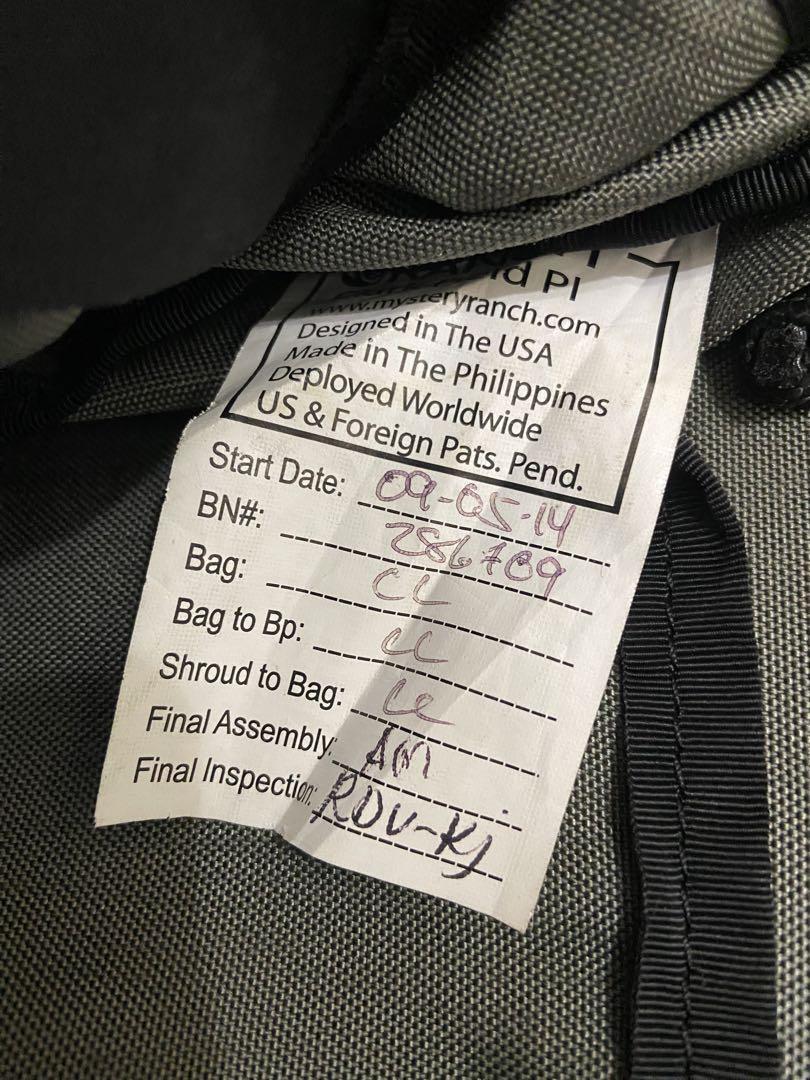 www.mysteryranch.com
Designed in The USA
Made in The Philippines
Deployed Worldwide
US & Foreign Pats. Pend.
Start Date: 09-05-14
BN#: 286709
Bag: CL
Bag to Bp: CL
Shroud to Bag:
Final Assembly: AM
Final Inspection: RDV-KJ